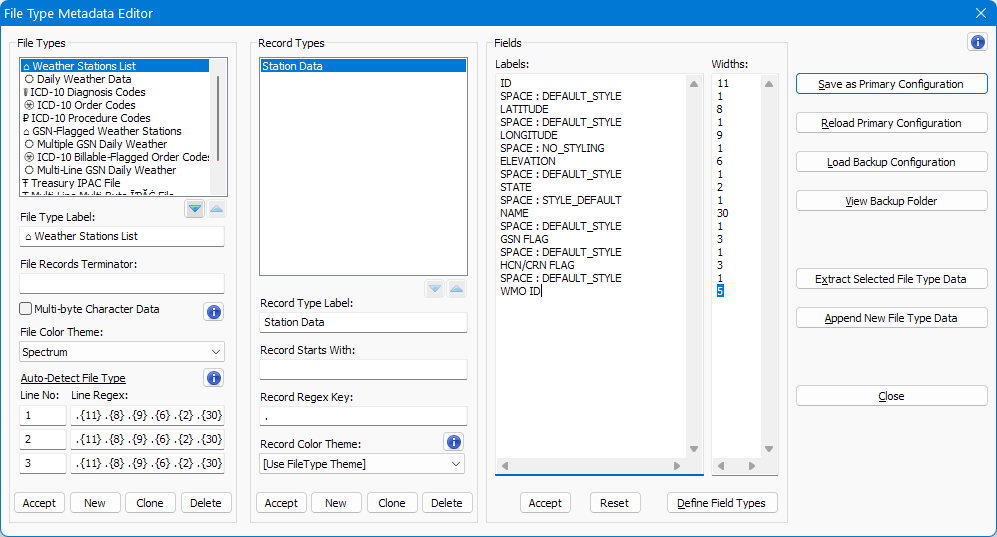 File Type Metadata Editor
File Types
⌂ Weather Stations List
Daily Weather Data
ICD-10 Diagnosis Codes
ICD-10 Order Codes
ICD-10 Procedure Codes
⌂ GSN-Flagged Weather Stations
Multiple GSN Daily Weather
ICD-10 Billable-Flagged Order Codes
Multi-Line GSN Daily Weather
Ŧ Treasury IPAC File
File Type Label:
⌂ Weather Stations List
File Records Terminator:
Multi-byte Character Data
File Color Theme:
Spectrum
Auto-Detect File Type
Line No: Line Regex:
1 .{11} .{8} .{9} .{6} .{2} .{30}
2 .{11} .{8} .{9} .{6} .{2} .{30}
3 .{11} .{8} .{9} .{6} .{2} .{30}
Accept New Clone Delete
Record Types
Station Data
Record Type Label:
Station Data
Record Starts With:
Record Regex Key:
.
Record Color Theme:
[Use FileType Theme]
Accept New Clone Delete
Fields
Labels: Widths:
ID 11
SPACE : DEFAULT_STYLE 1
LATITUDE 8
SPACE : DEFAULT_STYLE 1
LONGITUDE 9
SPACE : NO_STYLING 1
ELEVATION 6
SPACE : DEFAULT_STYLE 1
STATE 2
SPACE : STYLE_DEFAULT 1
NAME 30
SPACE : DEFAULT_STYLE 1
GSN FLAG 3
SPACE : DEFAULT_STYLE 1
HCN/CRN FLAG 3
SPACE : DEFAULT_STYLE 1
WMO ID 5
Accept Reset Define Field Types
Save as Primary Configuration
Reload Primary Configuration
Load Backup Configuration
View Backup Folder
Extract Selected File Type Data
Append New File Type Data
Close